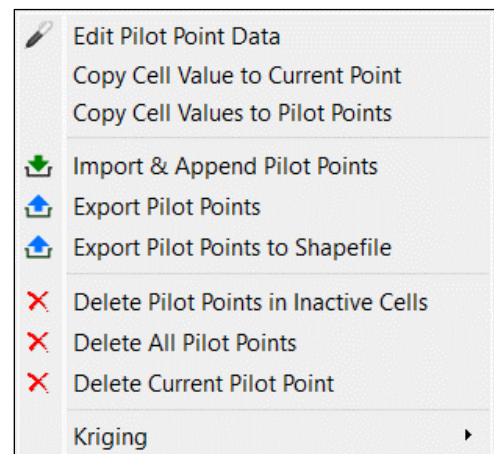 Edit Pilot Point Data
Copy Cell Value to Current Point
Copy Cell Values to Pilot Points
Import & Append Pilot Points
Export Pilot Points
Export Pilot Points to Shapefile
Delete Pilot Points in Inactive Cells
Delete All Pilot Points
Delete Current Pilot Point
Kriging